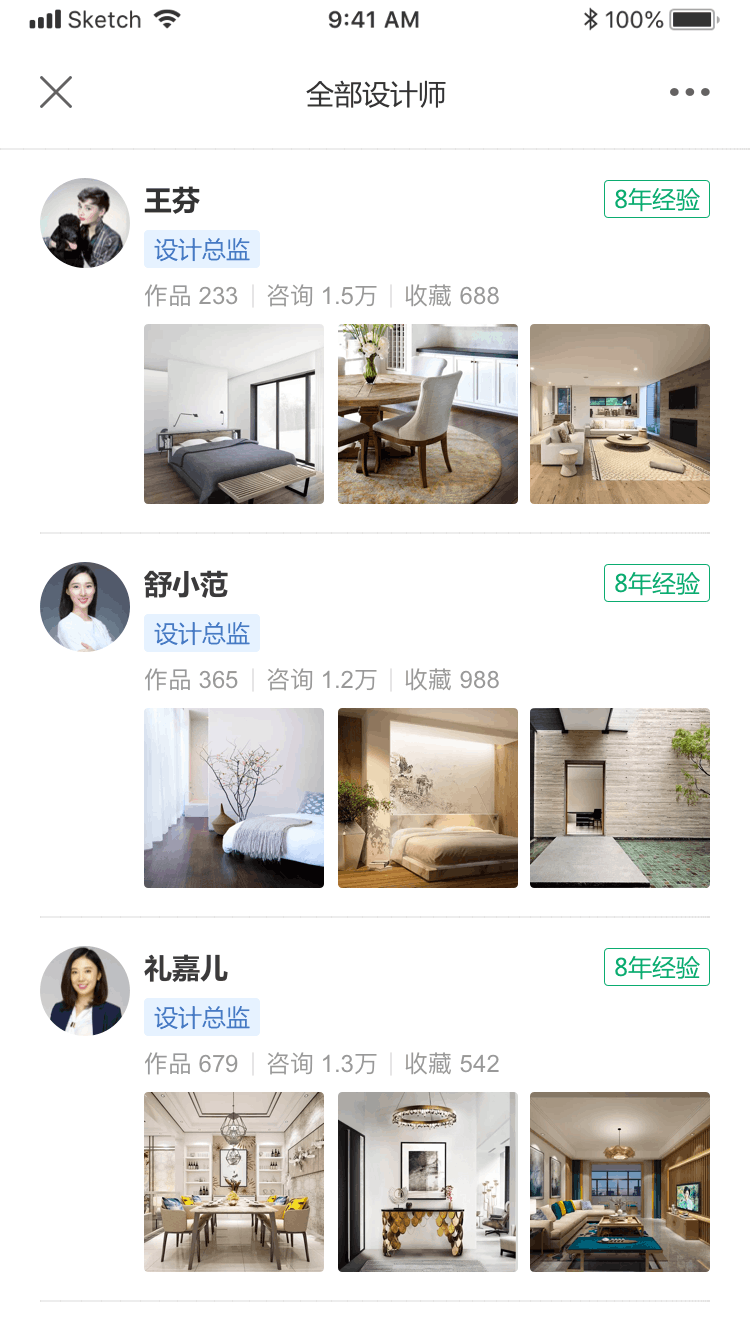 Sketch 9:41 AM 100%
全部设计师
王芬 8年经验
设计总监
作品 233 | 咨询 1.5万 | 收藏 688
舒小范 8年经验
设计总监
作品 365 | 咨询 1.2万 | 收藏 988
礼嘉儿 8年经验
设计总监
作品 679 | 咨询 1.3万 | 收藏 542